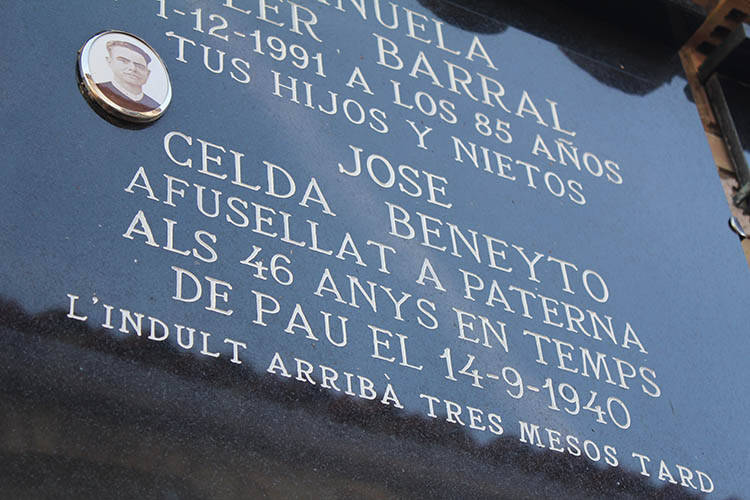 ANUELA
LER BARRAL
1-12-1991 A LOS 85 AÑOS
TUS HIJOS Y NIETOS
JOSE
CELDA BENEYTO
AFUSELLAT A PATERNA
ALS 46 ANYS EN TEMPS
DE PAU EL 14-9-1940
L'INDULT ARRIBÀ TRES MESOS TARD